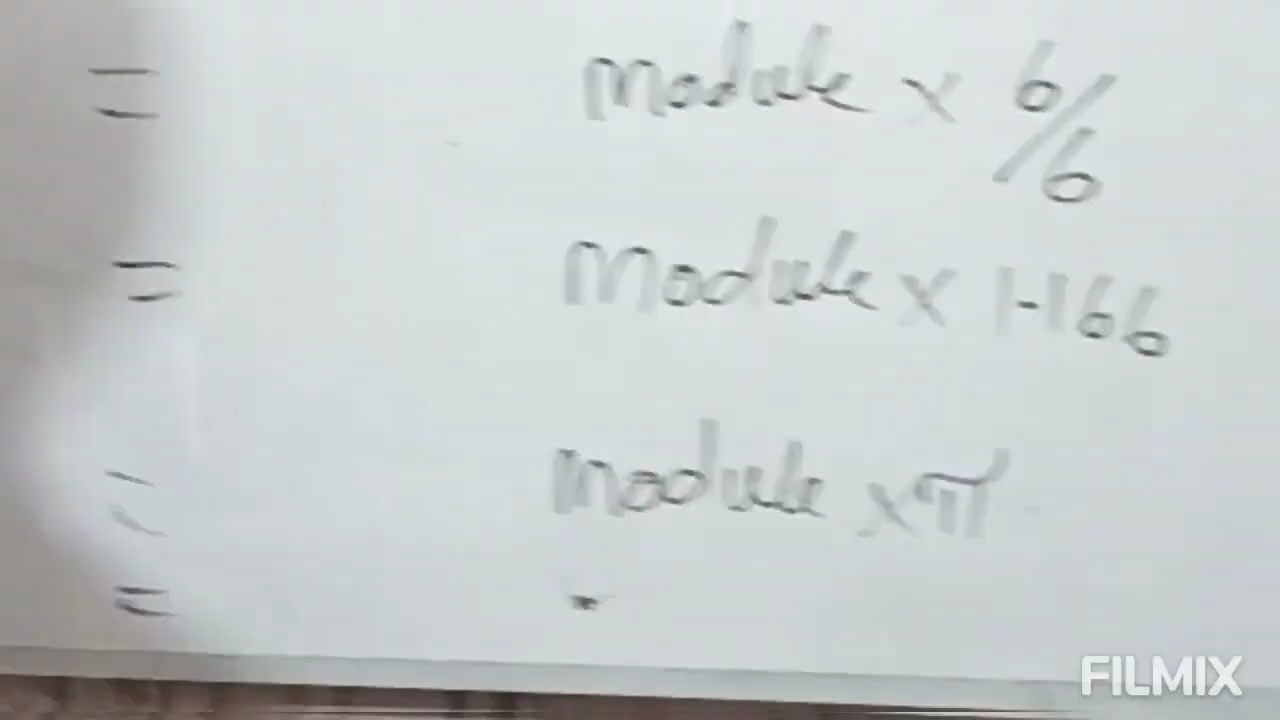 = module × 6/6
= module × 1.166
= module × π
=
FILMIX